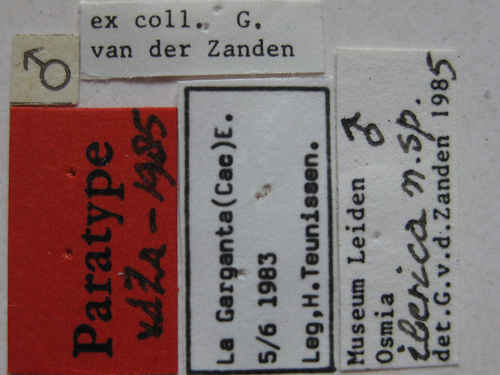 ex coll. G.
van der Zanden
♂
Paratype
vdZa-1985
La Garganta(Cac)E.
5/6 1983
Leg,H.Teunissen.
Museum Leiden ♂
Osmia
iberica n.sp.
det.G.v.d.Zanden 1985